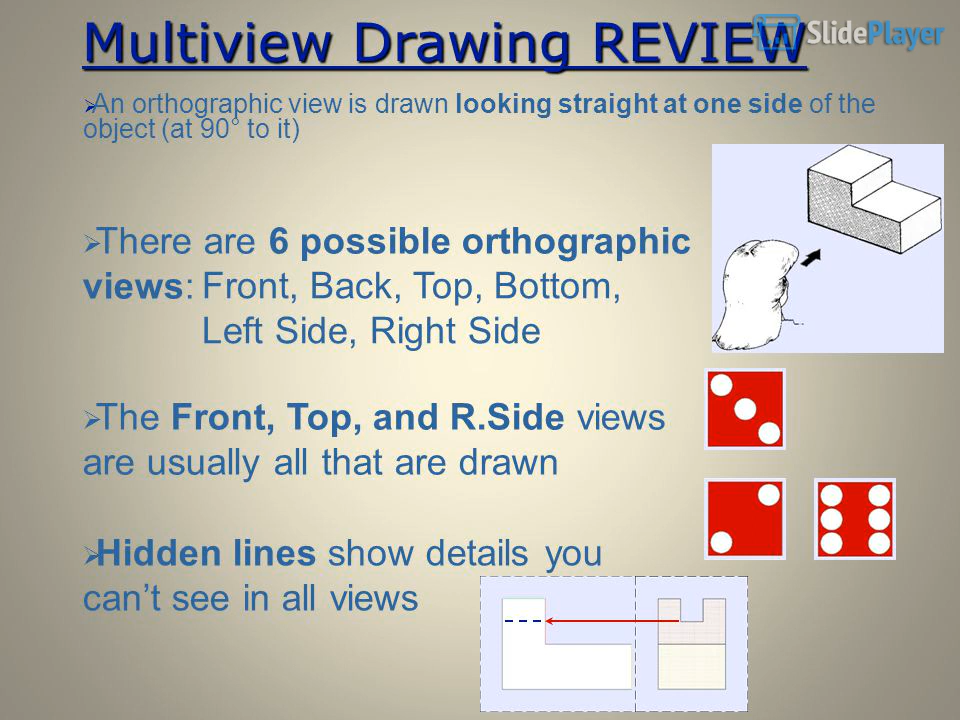 Multiview Drawing REVIEW
SlidePlayer
An orthographic view is drawn looking straight at one side of the
object (at 90° to it)
There are 6 possible orthographic
views: Front, Back, Top, Bottom,
Left Side, Right Side
The Front, Top, and R.Side views
are usually all that are drawn
Hidden lines show details you
can’t see in all views